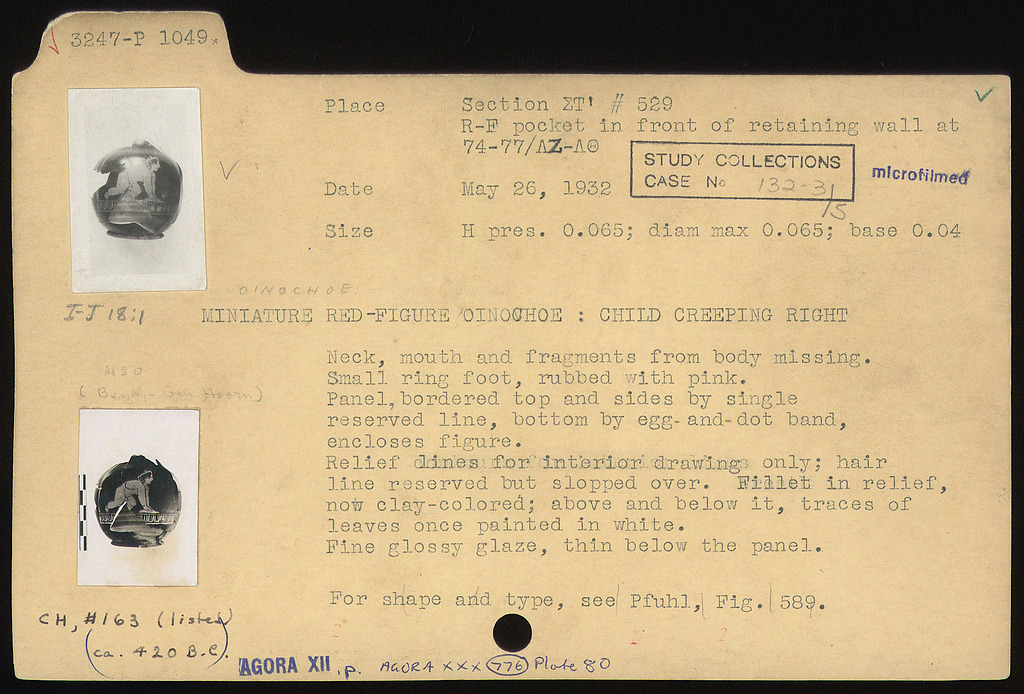 3247-P 1049
Place Section ΣΤ' # 529
R-F pocket in front of retaining wall at
74-77/ΛΖ-ΛΘ
STUDY COLLECTIONS
CASE No 132-3/5
microfilmed
Date May 26, 1932
Size H pres. 0.065; diam max 0.065; base 0.04
OINOCHOE:
I-J 18:1
MINIATURE RED-FIGURE OINOCHOE : CHILD CREEPING RIGHT
Neck, mouth and fragments from body missing.
Small ring foot, rubbed with pink.
Panel, bordered top and sides by single
reserved line, bottom by egg-and-dot band,
encloses figure.
Relief lines for interior drawing only; hair
line reserved but slopped over. Fillet in relief,
now clay-colored; above and below it, traces of
leaves once painted in white.
Fine glossy glaze, thin below the panel.
420
( Van Hoorn)
For shape and type, see Pfuhl, Fig. 589.
CH, #163 (listed)
(ca. 420 B.C.)
AGORA XII, p. AGORA XXX 776 Plate 80